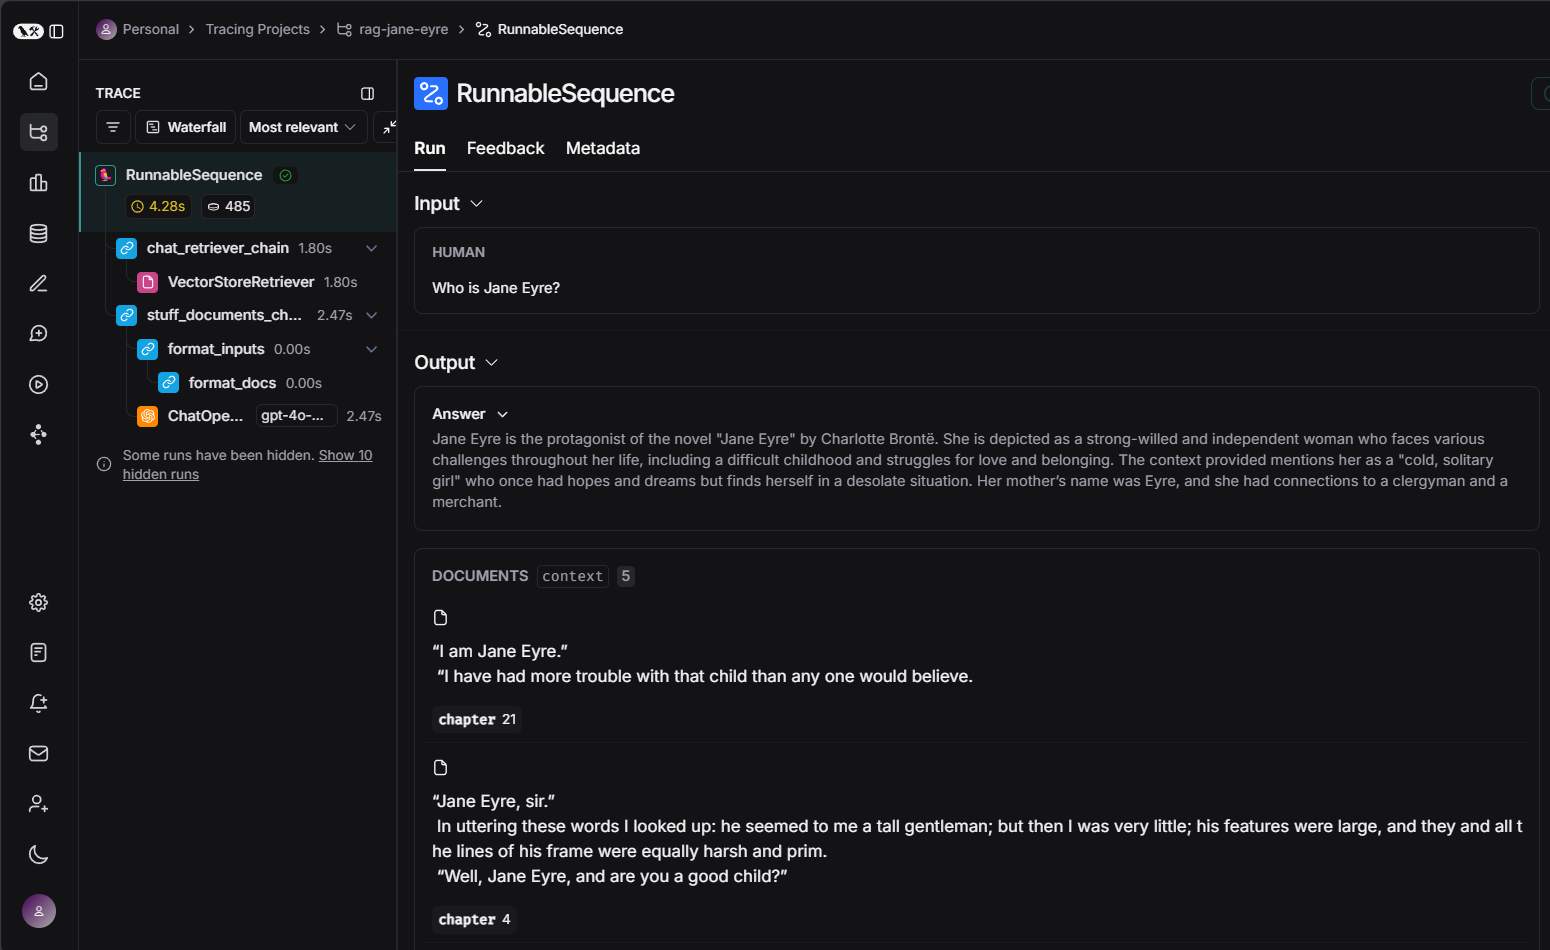 Personal > Tracing Projects > rag-jane-eyre > RunnableSequence
TRACE
Waterfall Most relevant
RunnableSequence
4.28s 485
chat_retriever_chain 1.80s
VectorStoreRetriever 1.80s
stuff_documents_ch... 2.47s
format_inputs 0.00s
format_docs 0.00s
ChatOpe... gpt-4o-... 2.47s
Some runs have been hidden. Show 10
hidden runs
RunnableSequence
Run Feedback Metadata
Input
HUMAN
Who is Jane Eyre?
Output
Answer
Jane Eyre is the protagonist of the novel "Jane Eyre" by Charlotte Brontë. She is depicted as a strong-willed and independent woman who faces various
challenges throughout her life, including a difficult childhood and struggles for love and belonging. The context provided mentions her as a "cold, solitary
girl" who once had hopes and dreams but finds herself in a desolate situation. Her mother’s name was Eyre, and she had connections to a clergyman and a
merchant.
DOCUMENTS context 5
“I am Jane Eyre.”
“I have had more trouble with that child than any one would believe.
chapter 21
“Jane Eyre, sir.”
In uttering these words I looked up: he seemed to me a tall gentleman; but then I was very little; his features were large, and they and all t
he lines of his frame were equally harsh and prim.
“Well, Jane Eyre, and are you a good child?”
chapter 4